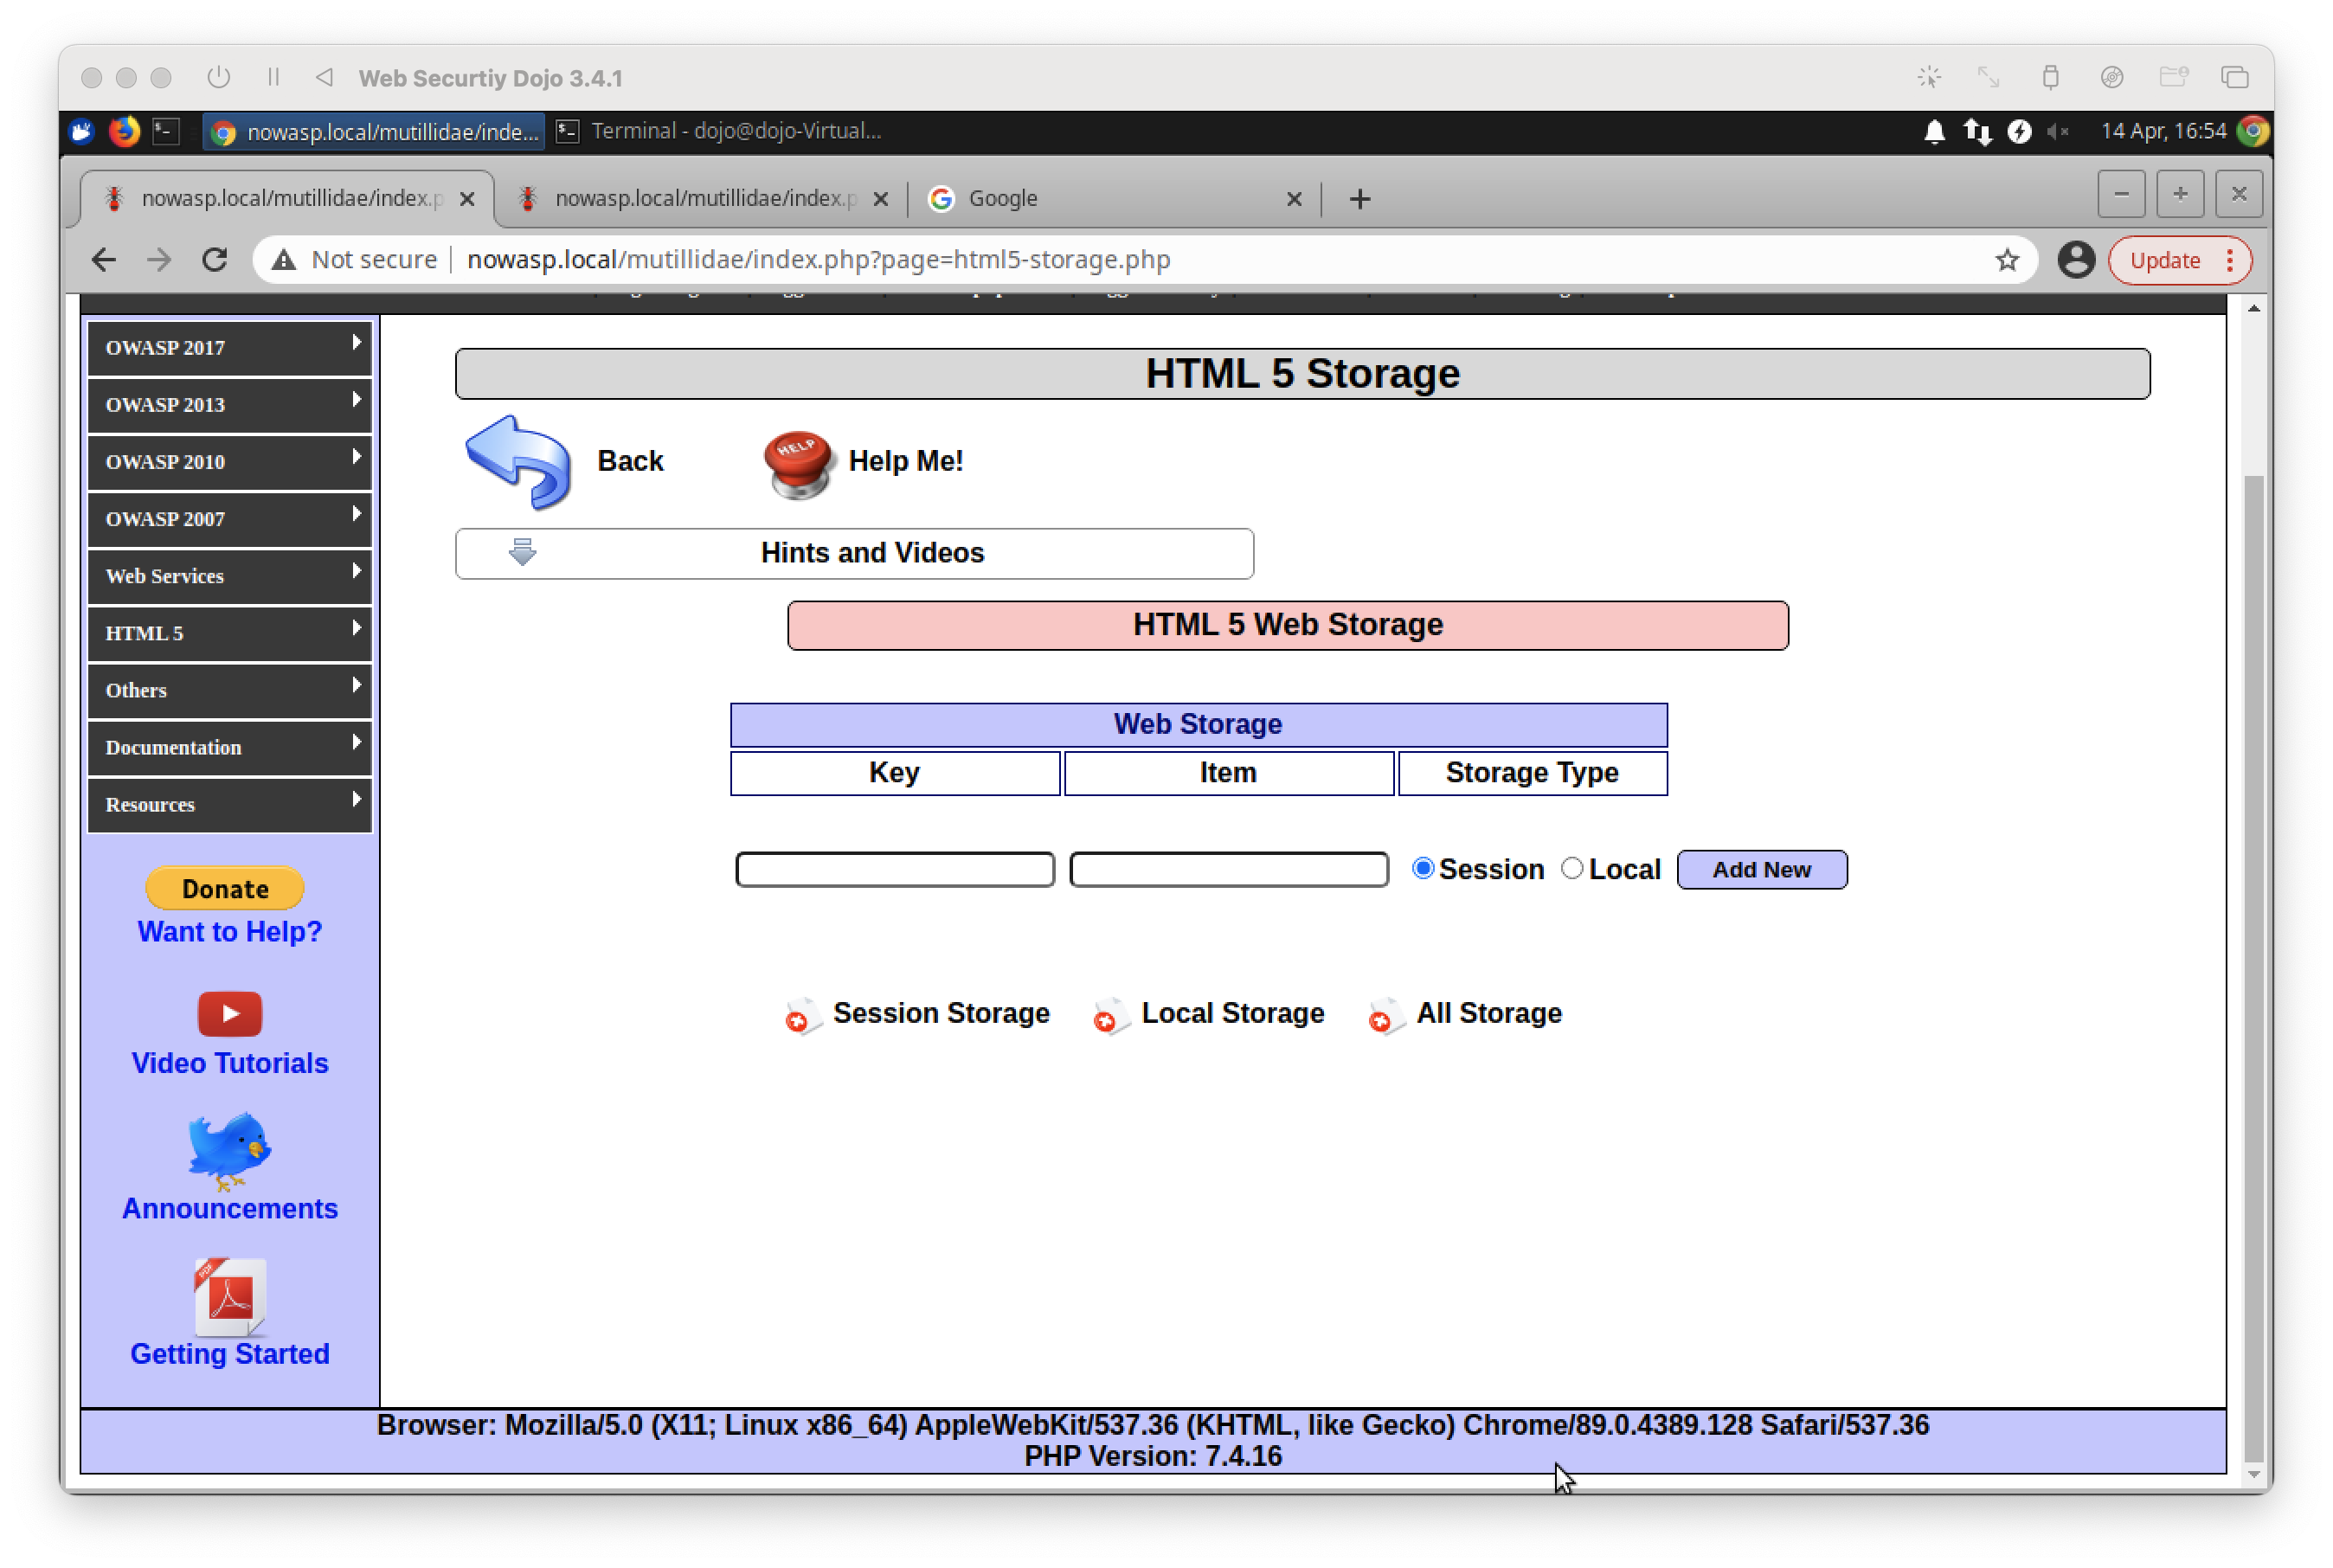 Web Securtiy Dojo 3.4.1
nowasp.local/mutillidae/inde...
Terminal - dojo@dojo-Virtual...
14 Apr, 16:54
nowasp.local/mutillidae/index.p
nowasp.local/mutillidae/index.p
Google
Not secure
nowasp.local/mutillidae/index.php?page=html5-storage.php
Update
OWASP 2017
OWASP 2013
OWASP 2010
OWASP 2007
Web Services
HTML 5
Others
Documentation
Resources
Donate
Want to Help?
Video Tutorials
Announcements
PDF
Getting Started
HTML 5 Storage
Back
HELP
Help Me!
Hints and Videos
HTML 5 Web Storage
Web Storage
Key Item Storage Type
Session Local Add New
Session Storage Local Storage All Storage
Browser: Mozilla/5.0 (X11; Linux x86_64) AppleWebKit/537.36 (KHTML, like Gecko) Chrome/89.0.4389.128 Safari/537.36
PHP Version: 7.4.16